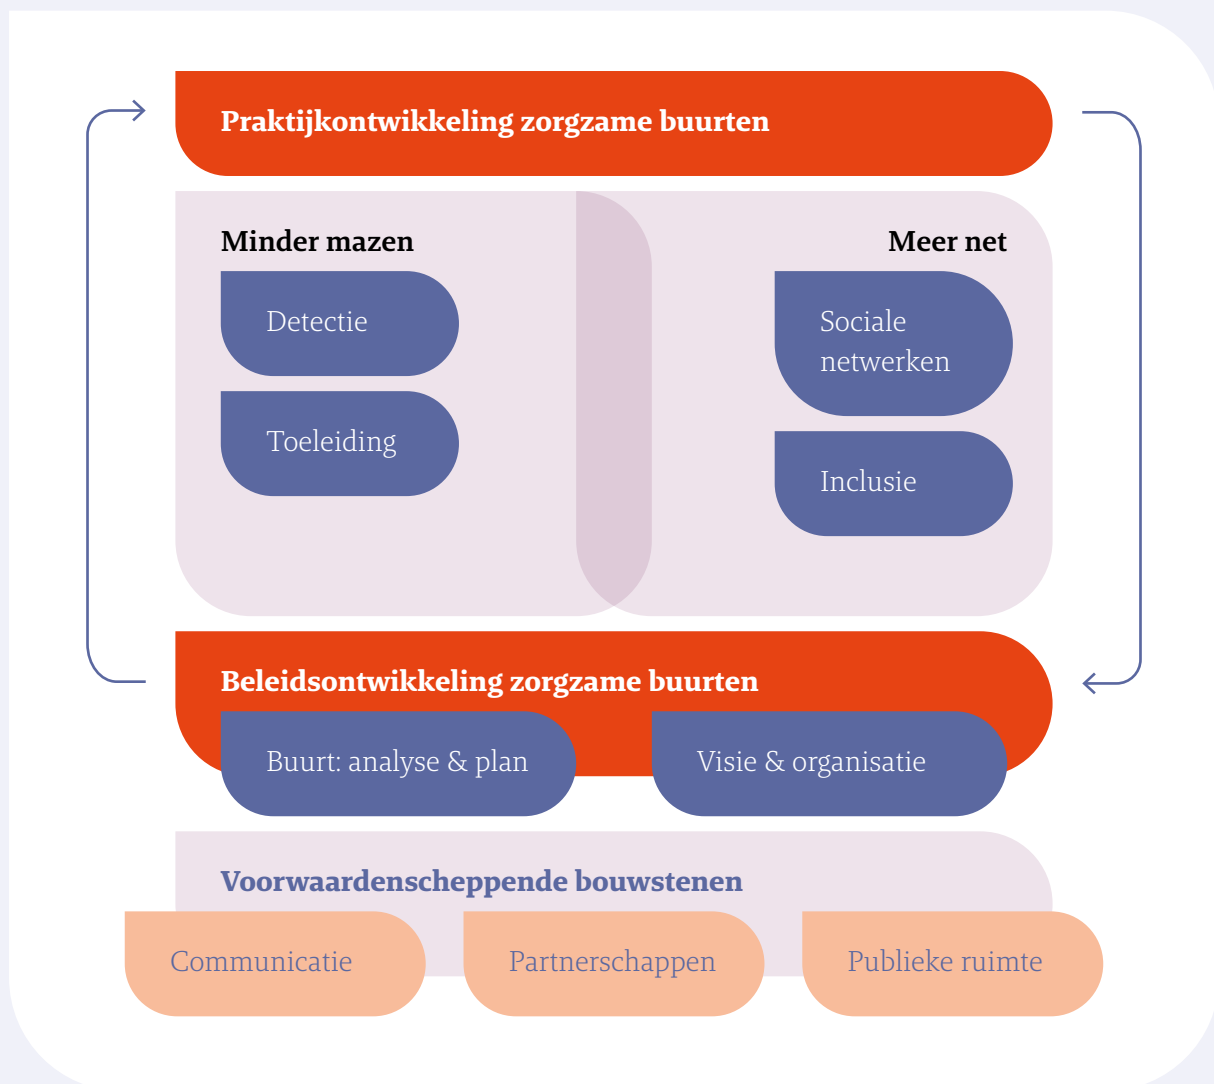 Praktijkontwikkeling zorgzame buurten
Minder mazen
Detectie
Toeleiding
Meer net
Sociale
netwerken
Inclusie
Beleidsontwikkeling zorgzame buurten
Buurt: analyse & plan
Visie & organisatie
Voorwaardenscheppende bouwstenen
Communicatie
Partnerschappen
Publieke ruimte